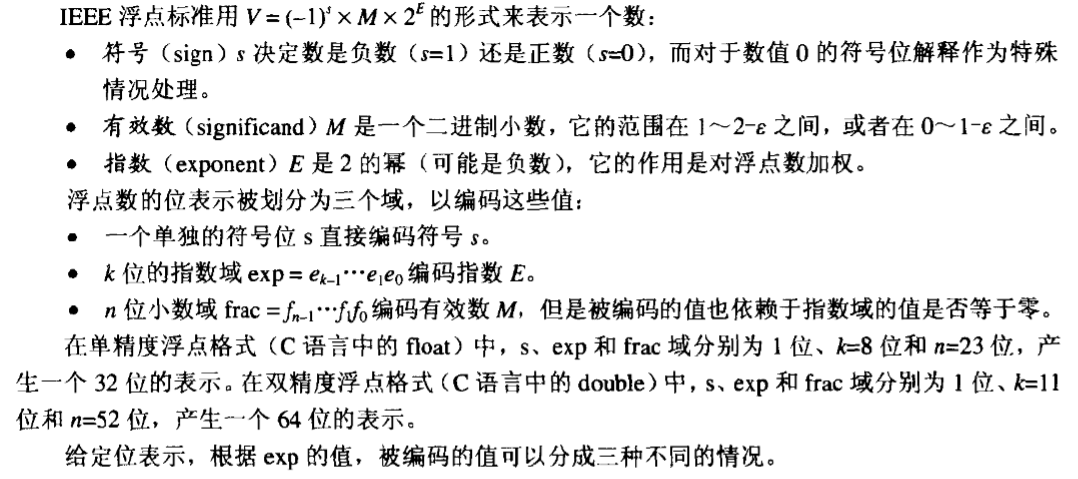 IEEE 浮点标准用 V = (−1)ˢ × M × 2ᴱ 的形式来表示一个数：
• 符号（sign）s 决定数是负数（s=1）还是正数（s=0），而对于数值 0 的符号位解释作为特殊
情况处理。
• 有效数（significand）M 是一个二进制小数，它的范围在 1～2-ε 之间，或者在 0～1-ε 之间。
• 指数（exponent）E 是 2 的幂（可能是负数），它的作用是对浮点数加权。
浮点数的位表示被划分为三个域，以编码这些值：
• 一个单独的符号位 s 直接编码符号 s。
• k 位的指数域 exp = eₖ₋₁⋯e₁e₀ 编码指数 E。
• n 位小数域 frac = fₙ₋₁⋯f₁f₀ 编码有效数 M，但是被编码的值也依赖于指数域的值是否等于零。
在单精度浮点格式（C 语言中的 float）中，s、exp 和 frac 域分别为 1 位、k=8 位和 n=23 位，产
生一个 32 位的表示。在双精度浮点格式（C 语言中的 double）中，s、exp 和 frac 域分别为 1 位、k=11
位和 n=52 位，产生一个 64 位的表示。
给定位表示，根据 exp 的值，被编码的值可以分成三种不同的情况。